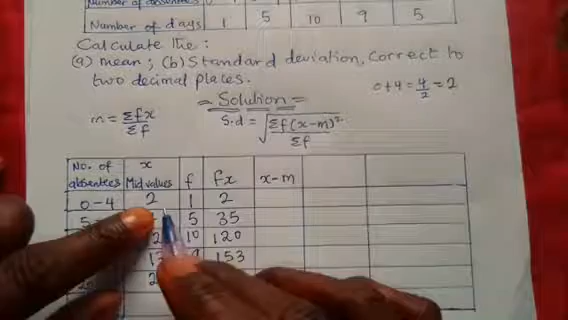 Number of days 1 5 10 9 5
Calculate the:
(a) mean; (b) Standard deviation, correct to
two decimal places.
0+4=4/2=2
= Solution =
m = Σfx/Σf
S.d = √Σf(x-m)²/Σf
No. of absentees x Mid values f fx x-m
0-4 2 1 2
5 35
10 120
153